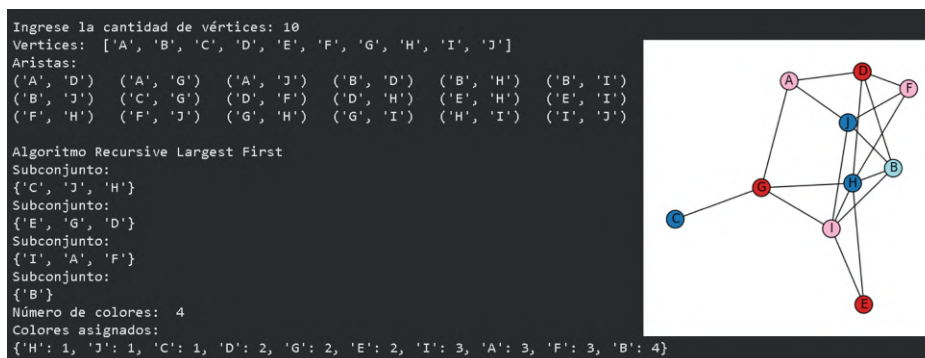 Ingrese la cantidad de vértices: 10
Vertices:  ['A', 'B', 'C', 'D', 'E', 'F', 'G', 'H', 'I', 'J']
Aristas:
('A', 'D')   ('A', 'G')   ('A', 'J')   ('B', 'D')   ('B', 'H')   ('B', 'I')
('B', 'J')   ('C', 'G')   ('D', 'F')   ('D', 'H')   ('E', 'H')   ('E', 'I')
('F', 'H')   ('F', 'J')   ('G', 'H')   ('G', 'I')   ('H', 'I')   ('I', 'J')
Algoritmo Recursive Largest First
Subconjunto:
{'C', 'J', 'H'}
Subconjunto:
{'E', 'G', 'D'}
Subconjunto:
{'I', 'A', 'F'}
Subconjunto:
{'B'}
Número de colores:  4
Colores asignados:
{'H': 1, 'J': 1, 'C': 1, 'D': 2, 'G': 2, 'E': 2, 'I': 3, 'A': 3, 'F': 3, 'B': 4}
D
A
F
J
B
H
G
C
I
E